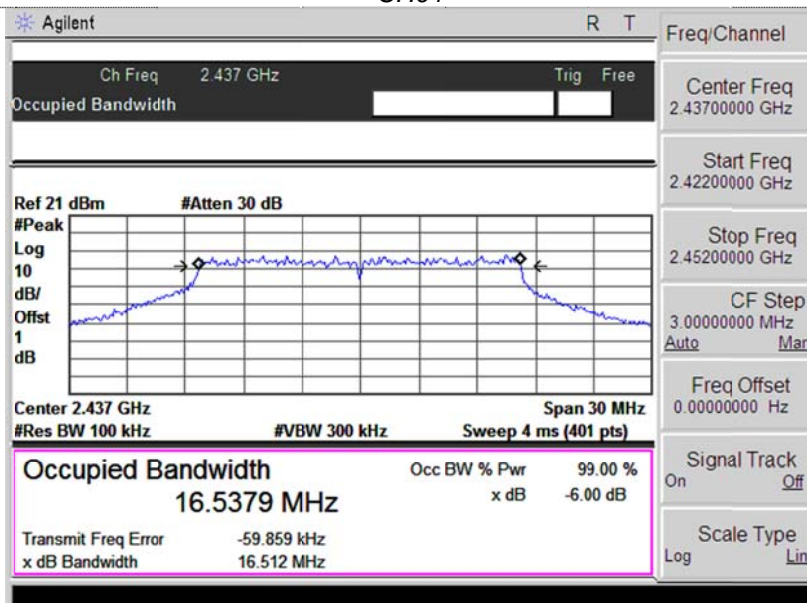 Agilent R T
Ch Freq 2.437 GHz Trig Free
Occupied Bandwidth
Ref 21 dBm #Atten 30 dB
#Peak
Log
10
dB/
Offst
1
dB
Center 2.437 GHz Span 30 MHz
#Res BW 100 kHz #VBW 300 kHz Sweep 4 ms (401 pts)
Occupied Bandwidth Occ BW % Pwr 99.00 %
16.5379 MHz x dB -6.00 dB
Transmit Freq Error -59.859 kHz
x dB Bandwidth 16.512 MHz
Freq/Channel
Center Freq
2.43700000 GHz
Start Freq
2.42200000 GHz
Stop Freq
2.45200000 GHz
CF Step
3.00000000 MHz
Auto Man
Freq Offset
0.00000000 Hz
Signal Track
On Off
Scale Type
Log Lin